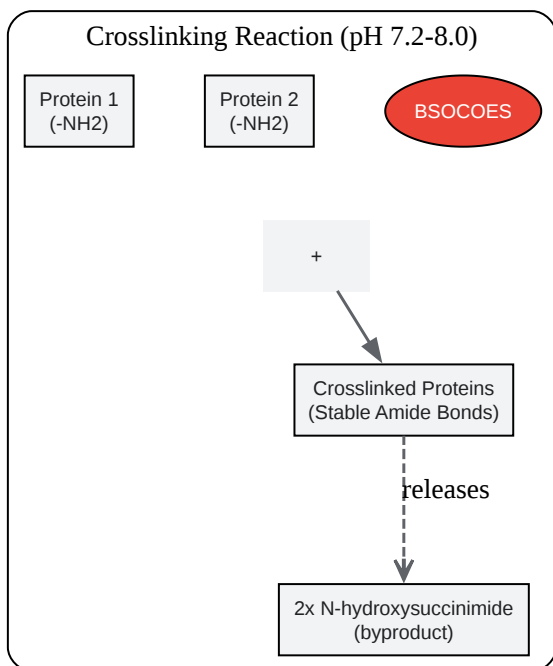 Crosslinking Reaction (pH 7.2-8.0)
Protein 1
(-NH2)
Protein 2
(-NH2)
BSOCOES
+
Crosslinked Proteins
(Stable Amide Bonds)
releases
2x N-hydroxysuccinimide
(byproduct)